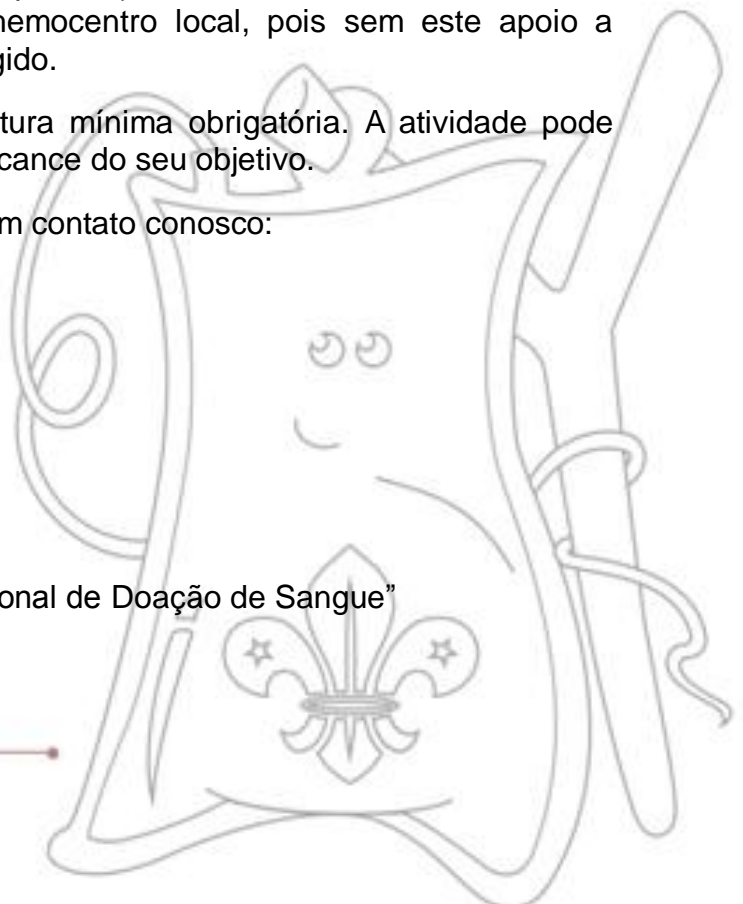 hemocentro local, pois sem este apoio a
gido.
tura mínima obrigatória. A atividade pode
cance do seu objetivo.
m contato conosco:
onal de Doação de Sangue”